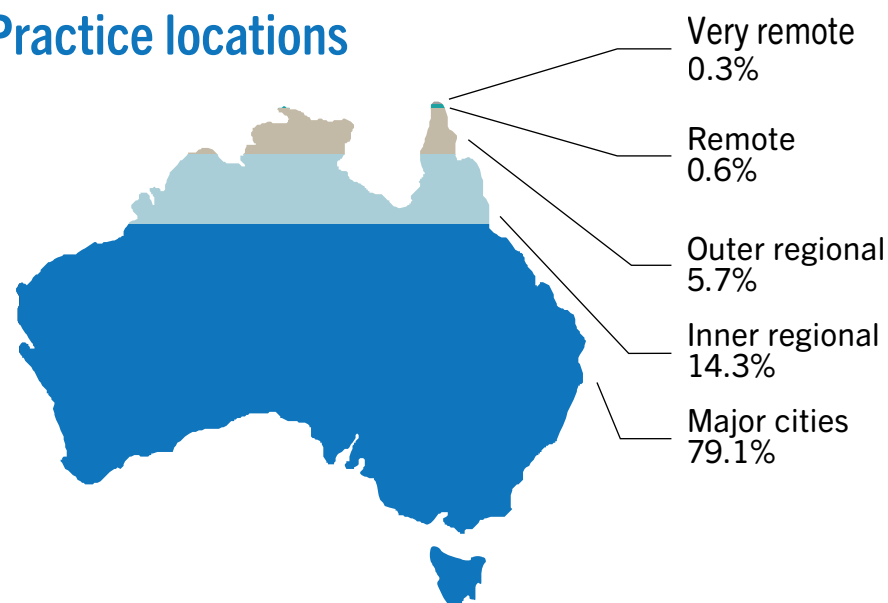 Practice locations
Very remote
0.3%
Remote
0.6%
Outer regional
5.7%
Inner regional
14.3%
Major cities
79.1%